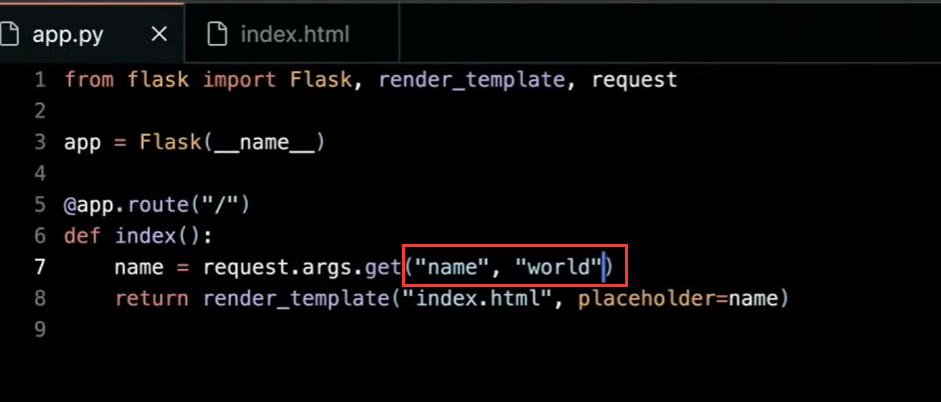 app.py × index.html
1 from flask import Flask, render_template, request
2
3 app = Flask(__name__)
4
5 @app.route("/")
6 def index():
7     name = request.args.get("name", "world")
8     return render_template("index.html", placeholder=name)
9